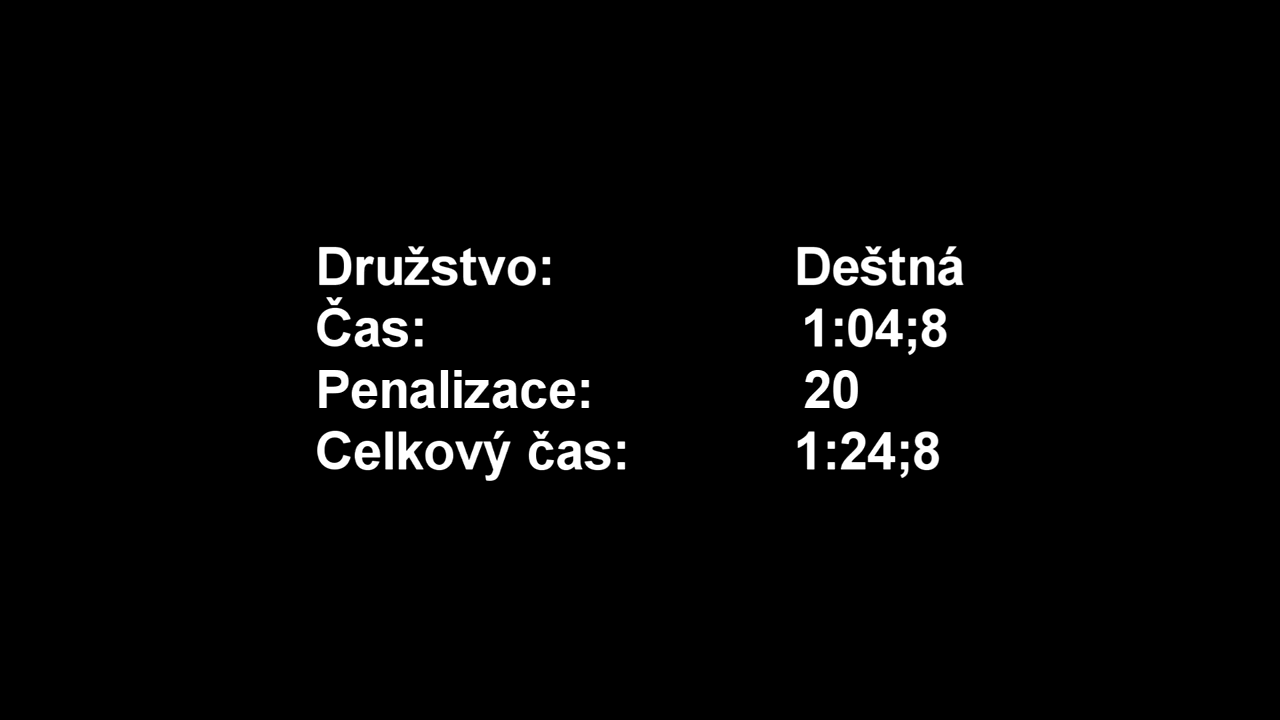 Družstvo: Deštná
Čas: 1:04;8
Penalizace: 20
Celkový čas: 1:24;8